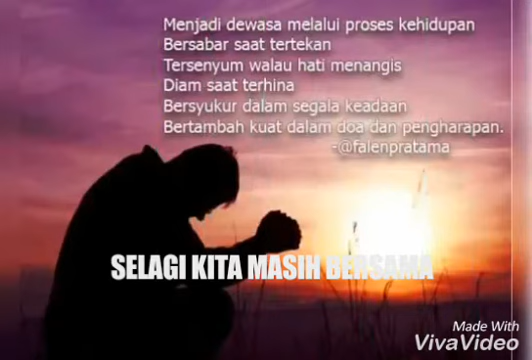 Menjadi dewasa melalui proses kehidupan
Bersabar saat tertekan
Tersenyum walau hati menangis
Diam saat terhina
Bersyukur dalam segala keadaan
Bertambah kuat dalam doa dan pengharapan.
-@falenpratama
SELAGI KITA MASIH BERSAMA
Made With
VivaVideo